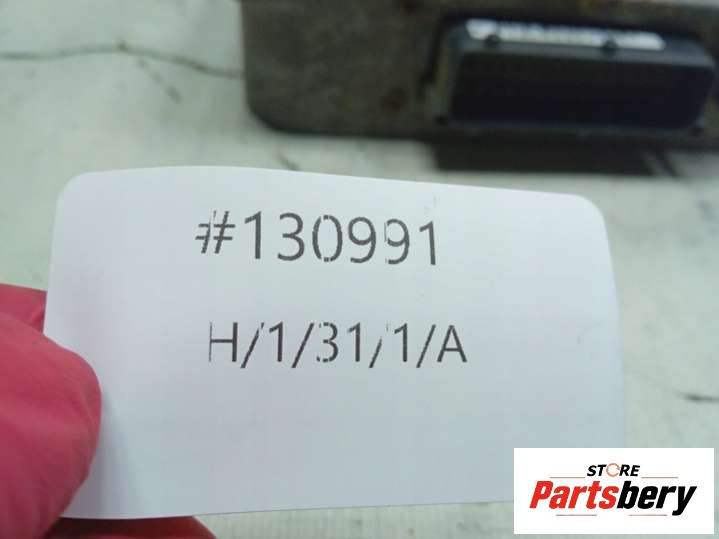 #130991
H/1/31/1/A
STORE
Partsbery